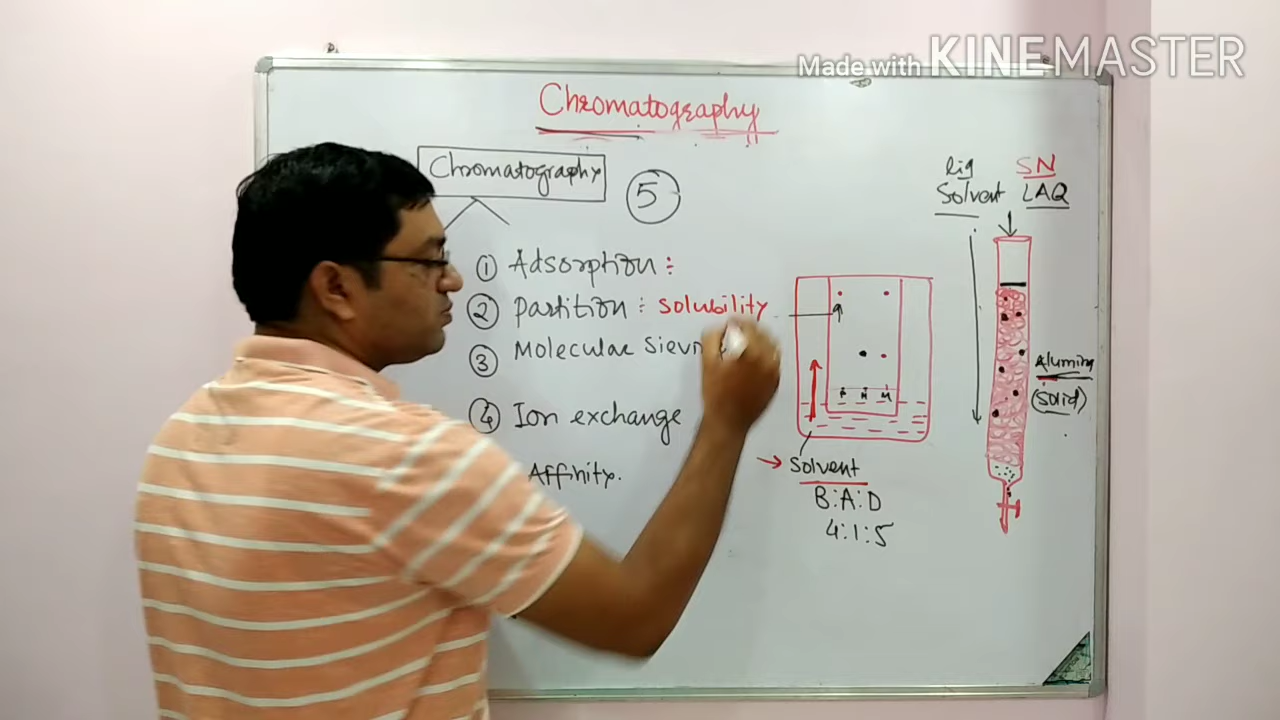 Made with KINEMASTER
Chromatography
Chromatography
5
① Adsorption :
② Partition : solubility
③ Molecular
④ Ion exchange
Affinity.
liq
Solvent
SN
LAQ
Alumina
(solid)
P N M
→ Solvent
B:A:D
4:1:5